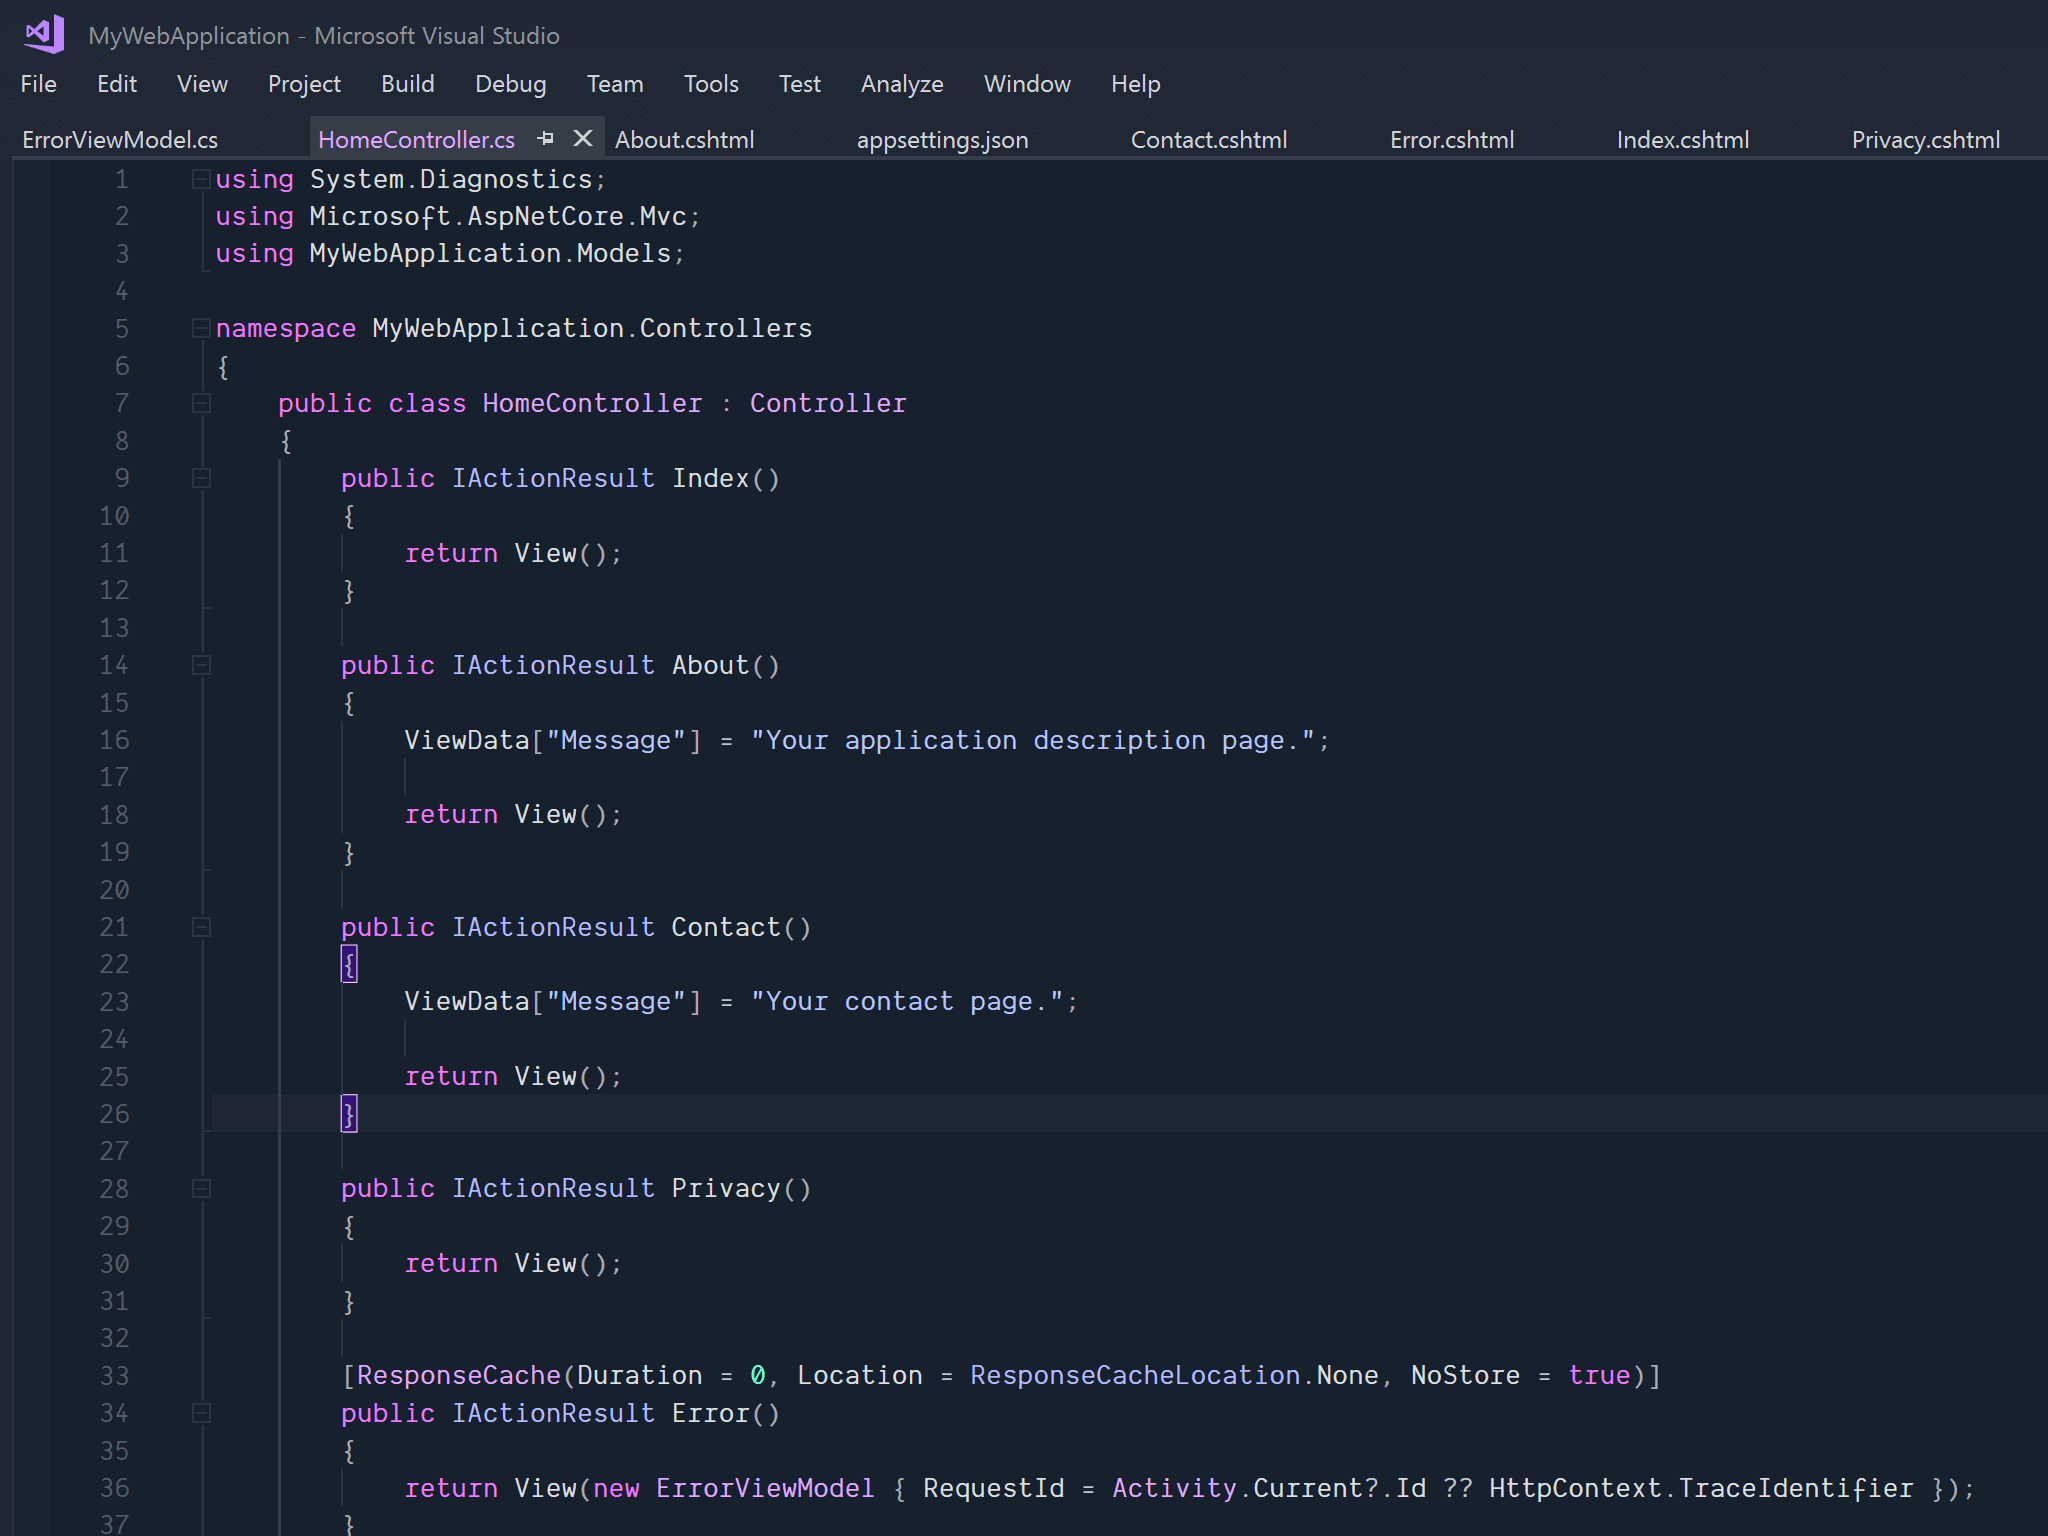 MyWebApplication - Microsoft Visual Studio
File Edit View Project Build Debug Team Tools Test Analyze Window Help
ErrorViewModel.cs HomeController.cs About.cshtml appsettings.json Contact.cshtml Error.cshtml Index.cshtml Privacy.cshtml
1 using System.Diagnostics;
2 using Microsoft.AspNetCore.Mvc;
3 using MyWebApplication.Models;
4
5 namespace MyWebApplication.Controllers
6 {
7     public class HomeController : Controller
8     {
9         public IActionResult Index()
10         {
11             return View();
12         }
13
14         public IActionResult About()
15         {
16             ViewData["Message"] = "Your application description page.";
17
18             return View();
19         }
20
21         public IActionResult Contact()
22         {
23             ViewData["Message"] = "Your contact page.";
24
25             return View();
26         }
27
28         public IActionResult Privacy()
29         {
30             return View();
31         }
32
33         [ResponseCache(Duration = 0, Location = ResponseCacheLocation.None, NoStore = true)]
34         public IActionResult Error()
35         {
36             return View(new ErrorViewModel { RequestId = Activity.Current?.Id ?? HttpContext.TraceIdentifier });
37         }